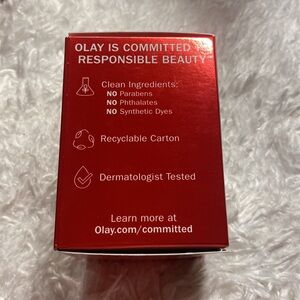 OLAY IS COMMITTED TO
RESPONSIBLE BEAUTY
Clean Ingredients:
NO Parabens
NO Phthalates
NO Synthetic Dyes
Recyclable Carton
Dermatologist Tested
Learn more at
Olay.com/committed